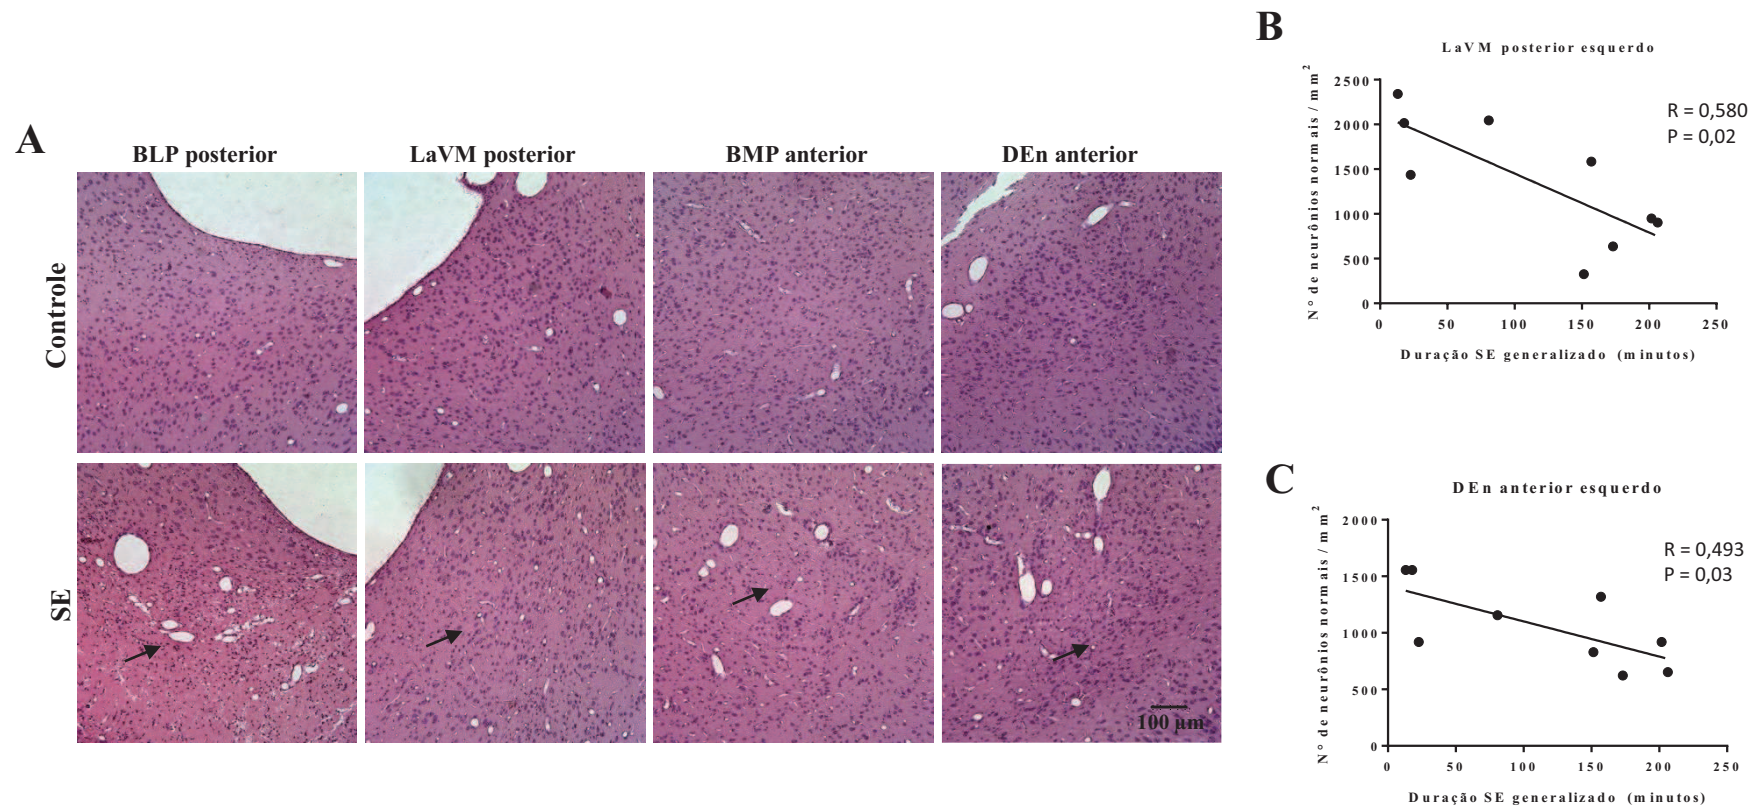 A
BLP posterior
LaVM posterior
BMP anterior
DEn anterior
Controle
SE
100 µm
B
LaVM posterior esquerdo
N° de neurônios normais / mm²
2500
2000
1500
1000
500
0
0 50 100 150 200 250
R = 0,580
P = 0,02
Duração SE generalizado (minutos)
C
DEn anterior esquerdo
N° de neurônios normais / mm²
2000
1500
1000
500
0
0 50 100 150 200 250
R = 0,493
P = 0,03
Duração SE generalizado (minutos)